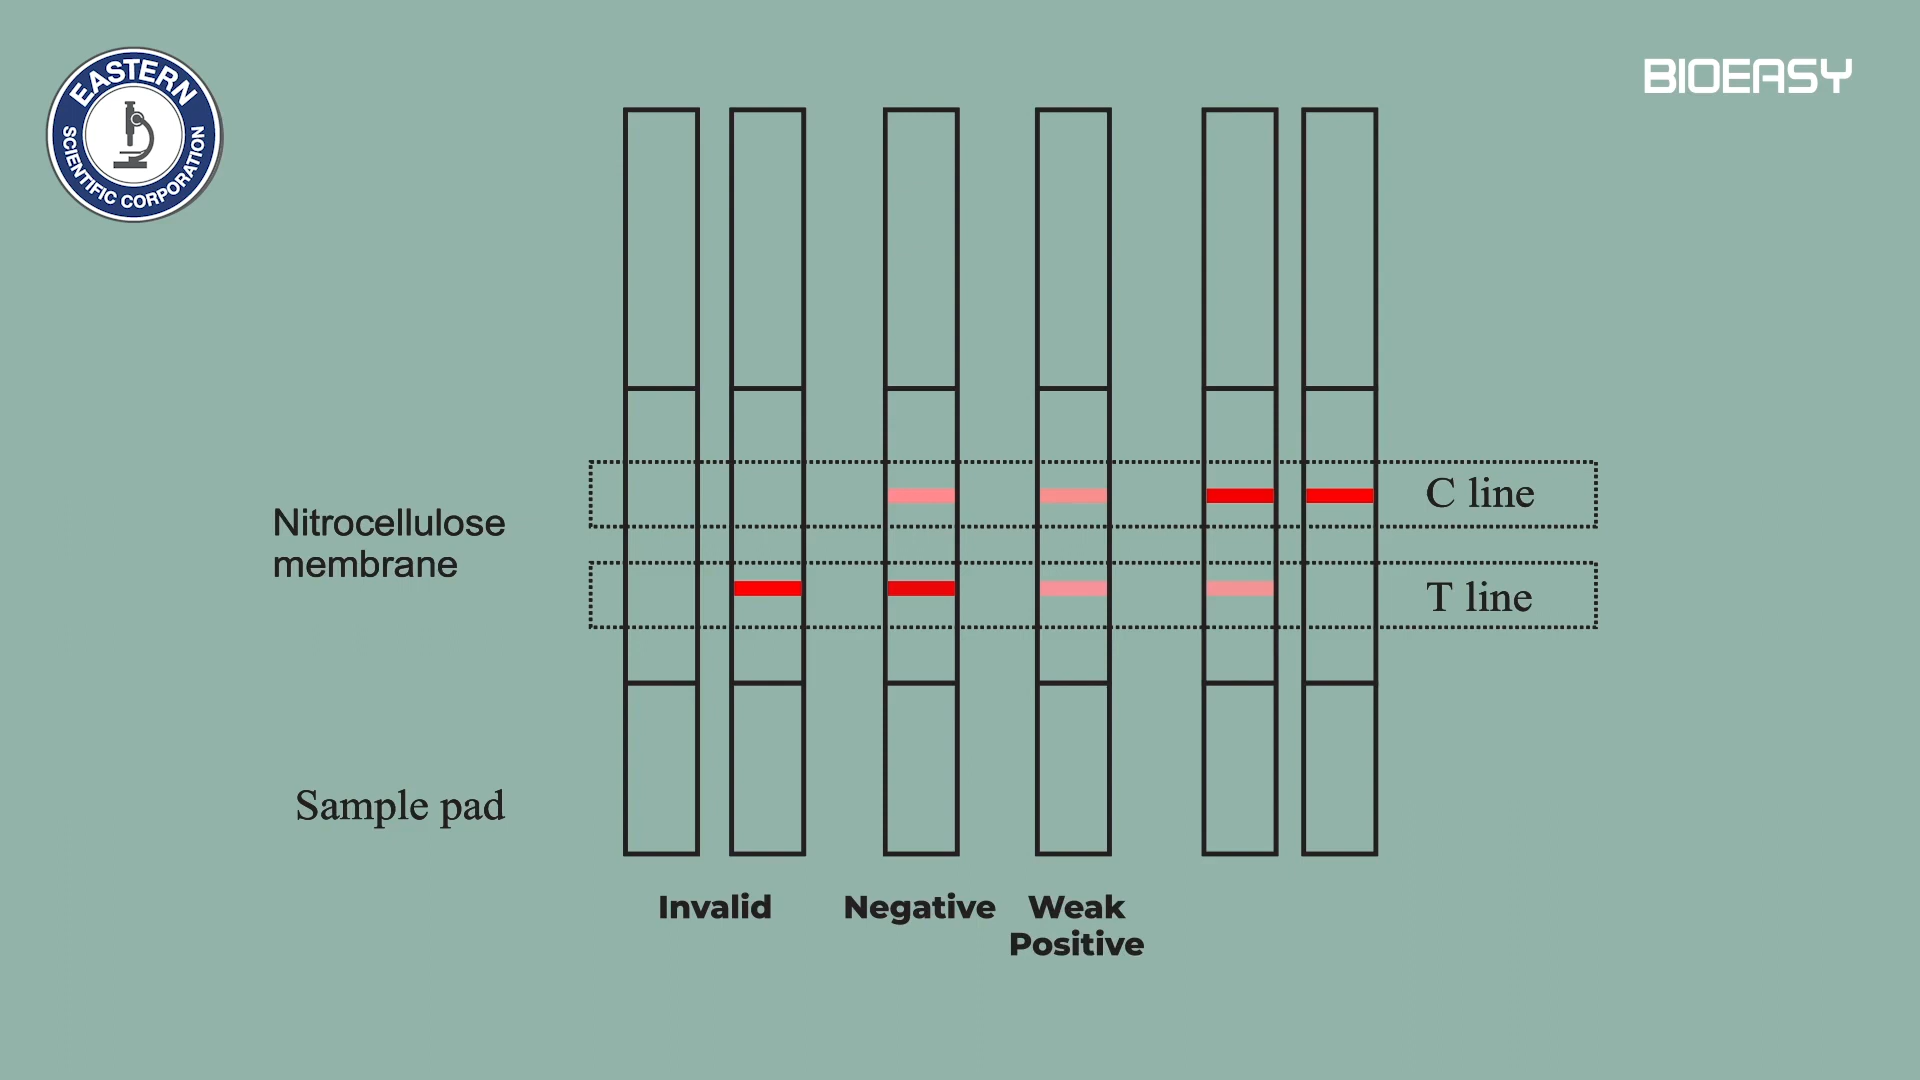 EASTERN
SCIENTIFIC CORPORATION
BIOEASY
C line
Nitrocellulose
membrane
T line
Sample pad
Invalid
Negative
Weak
Positive